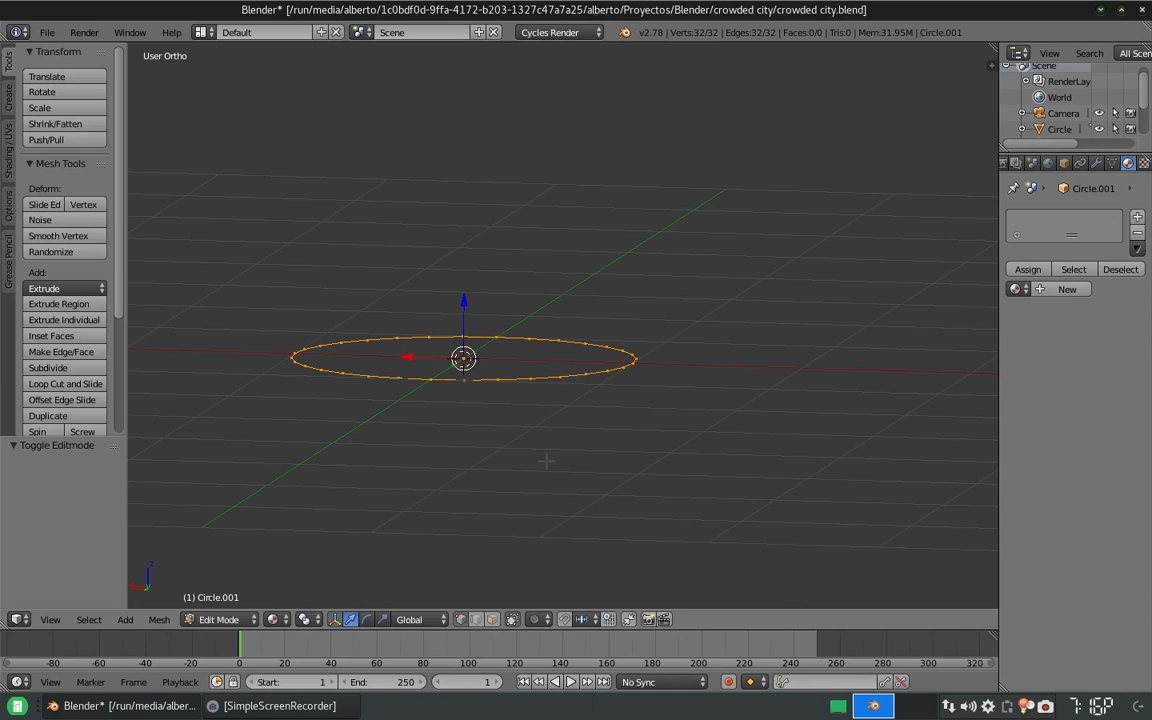 Blender* [/run/media/alberto/1c0bdf0d-9ffa-4172-b203-1327c47a7a25/alberto/Proyectos/Blender/crowded city/crowded city.blend]
File Render Window Help Default Scene Cycles Render v2.78 | Verts:32/32 | Edges:32/32 | Faces:0/0 | Tris:0 | Mem:31.95M | Circle.001
Tools
Create
Shading / UVs
Options
Grease Pencil
Transform
Translate
Rotate
Scale
Shrink/Fatten
Push/Pull
Mesh Tools
Deform:
Slide Ed Vertex
Noise
Smooth Vertex
Randomize
Add:
Extrude
Extrude Region
Extrude Individual
Inset Faces
Make Edge/Face
Subdivide
Loop Cut and Slide
Offset Edge Slide
Duplicate
Spin Screw
Toggle Editmode
User Ortho
z
(1) Circle.001
View Search All Scen
Scene
RenderLay
World
Camera
Circle
Circle.001
Assign Select Deselect
New
View Select Add Mesh Edit Mode Global
-80 -60 -40 -20 0 20 40 60 80 100 120 140 160 180 200 220 240 260 280 300 320
View Marker Frame Playback Start: 1 End: 250 1 No Sync
Blender* [/run/media/alber... [SimpleScreenRecorder] 7:16P